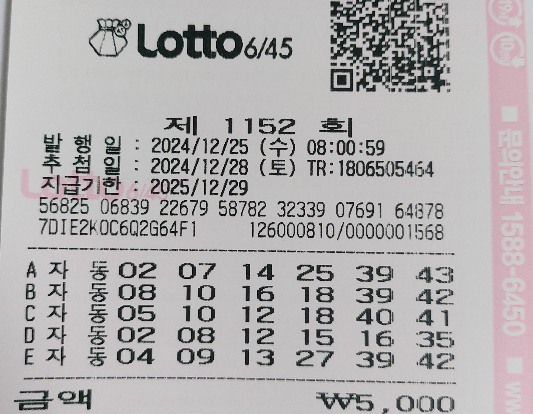 Lotto 6/45
제 1152 회
발 행 일 : 2024/12/25 (수) 08:00:59
추 첨 일 : 2024/12/28 (토) TR:1806505464
지급기한 : 2025/12/29
56825 06839 22679 58782 32339 07691 64878
7DIE2K0C6Q2G64F1 126000810/0000001568
A 자 동 02 07 14 25 39 43
B 자 동 08 10 16 18 39 42
C 자 동 05 10 12 18 40 41
D 자 동 02 08 12 15 16 35
E 자 동 04 09 13 27 39 42
금액 ₩5,000
■ 문의안내 1588-6450 ■